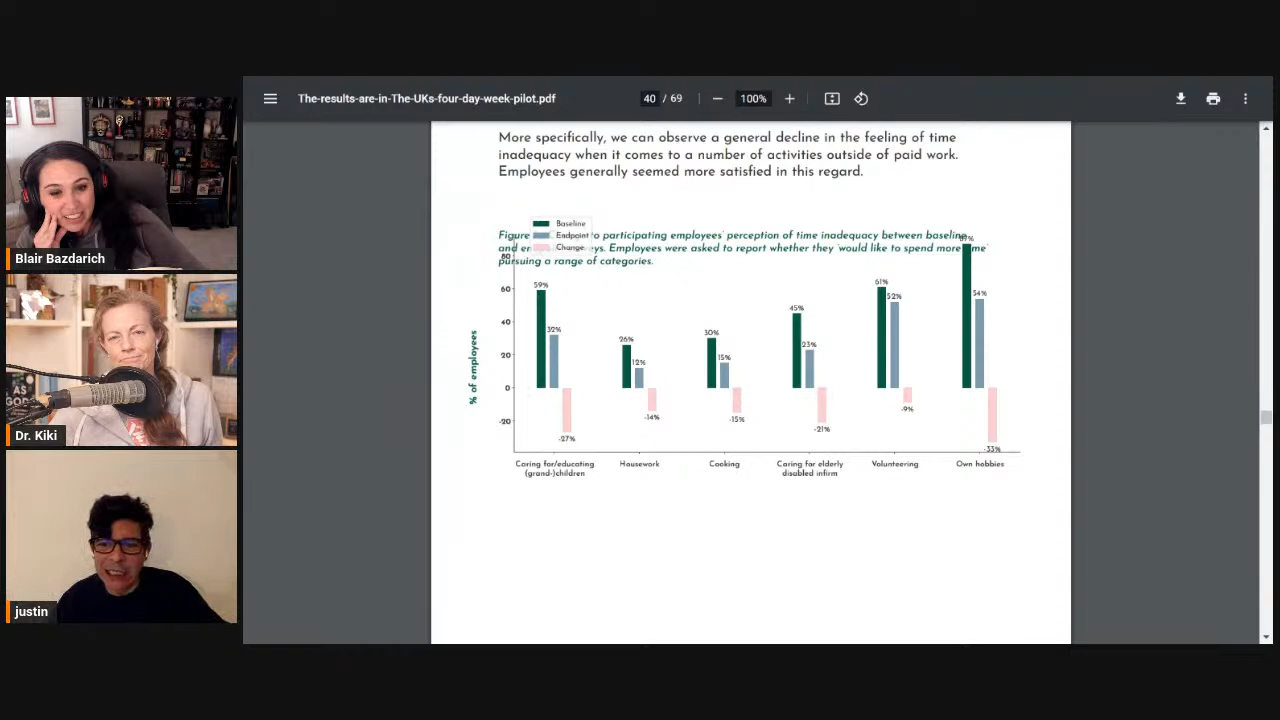 The-results-are-in-The-UKs-four-day-week-pilot.pdf
40 / 69
100%
More specifically, we can observe a general decline in the feeling of time
inadequacy when it comes to a number of activities outside of paid work.
Employees generally seemed more satisfied in this regard.
Figure to participating employees' perception of time inadequacy between baseline
and Employees were asked to report whether they would like to spend more
pursuing a range of categories.
Baseline
Endpoint
Change
% of employees
80
60
40
20
0
-20
59%
32%
-27%
26%
12%
-14%
30%
15%
-15%
45%
23%
-21%
61%
52%
-9%
87%
54%
-33%
Caring for/educating
(grand-)children
Housework
Cooking
Caring for elderly
disabled infirm
Volunteering
Own hobbies
Blair Bazdarich
Dr. Kiki
justin